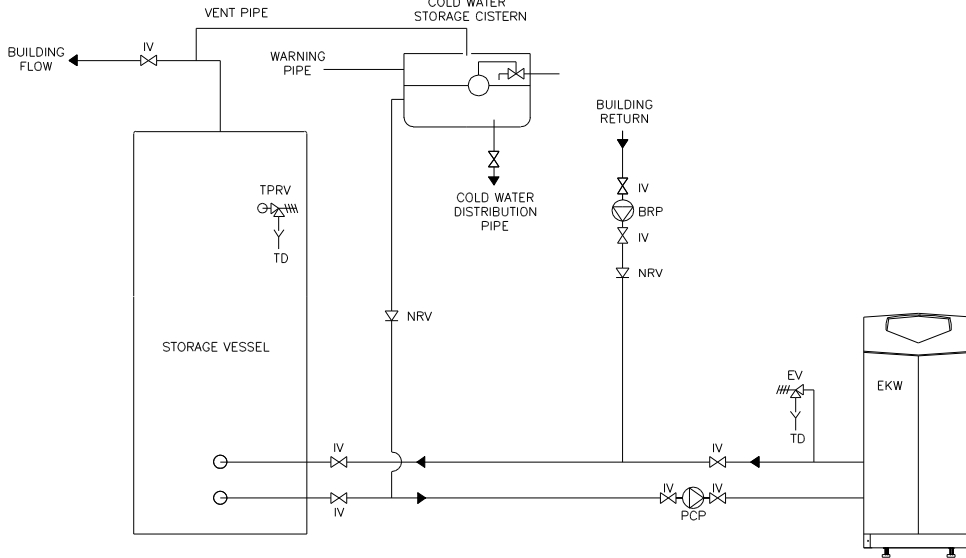 COLD WATER
STORAGE CISTERN
VENT PIPE
IV
BUILDING
FLOW
WARNING
PIPE
BUILDING
RETURN
IV
BRP
IV
NRV
TPRV
TD
COLD WATER
DISTRIBUTION
PIPE
NRV
STORAGE VESSEL
EV
TD
EKW
IV
IV
IV
IV
IV
PCP